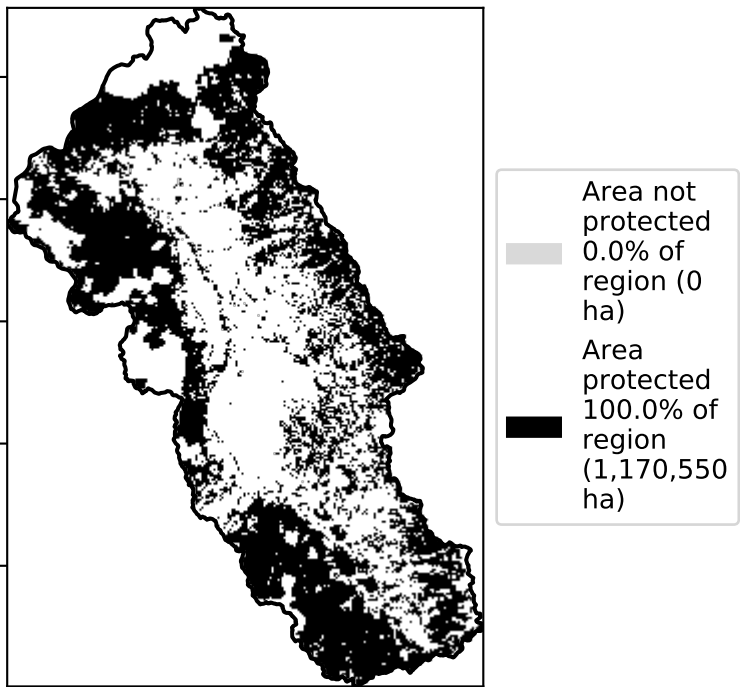 Area not
protected
0.0% of
region (0
ha)
Area
protected
100.0% of
region
(1,170,550
ha)